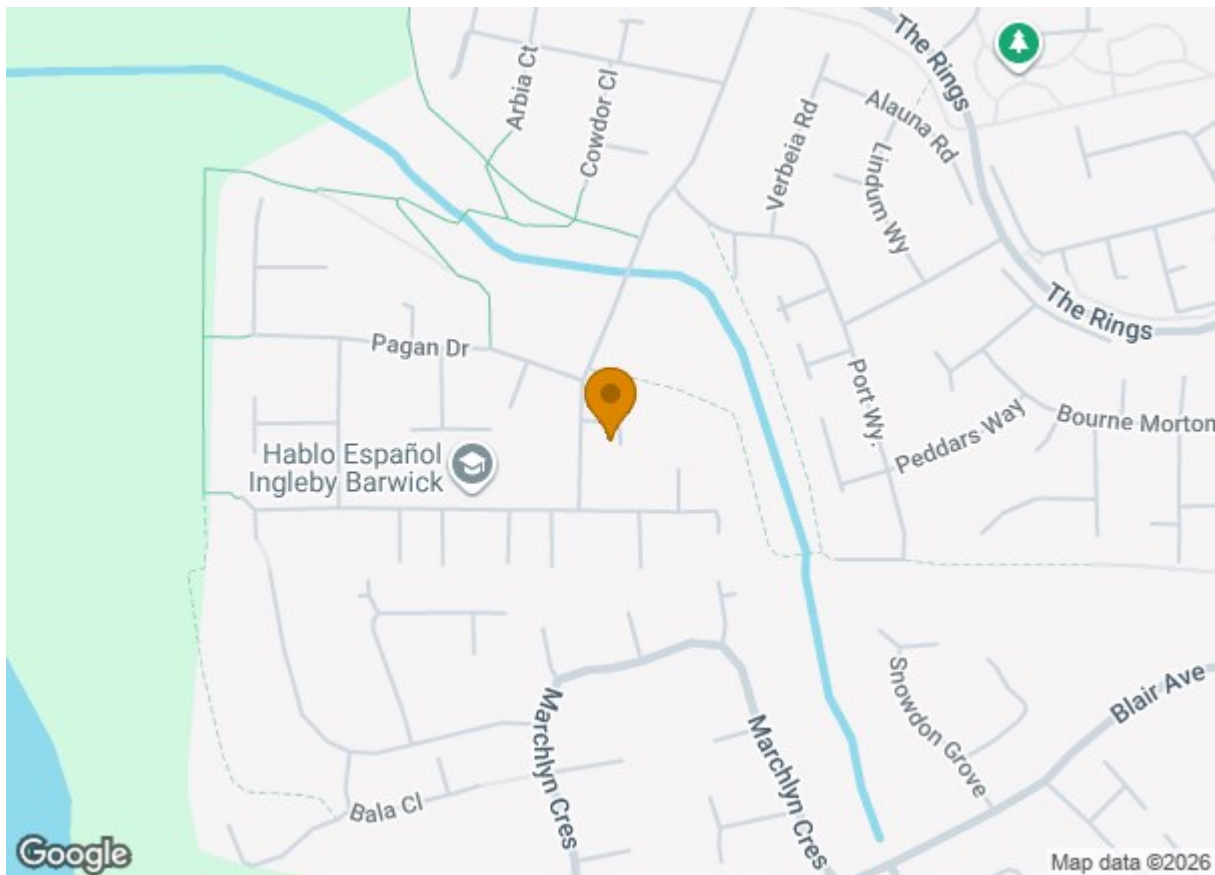 The Rings
Arbia Ct
Cowdor Cl
Verbeia Rd
Alauna Rd
Lindum Wy
The Rings
Pagan Dr
Port Wy.
Peddars Way
Bourne Morton
Hablo Español
Ingleby Barwick
Snowdon Grove
Blair Ave
Marchlyn Cres
Marchlyn Cres
Bala Cl
Google
Map data ©2026